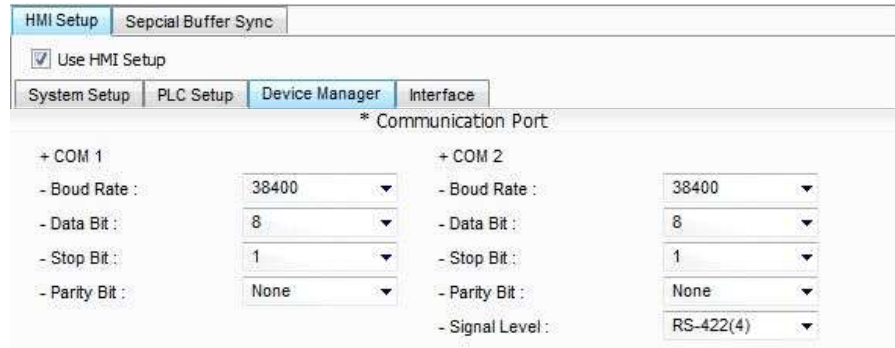 HMI Setup Sepcial Buffer Sync
Use HMI Setup
System Setup PLC Setup Device Manager Interface
* Communication Port
+ COM 1 + COM 2
- Boud Rate : 38400 - Boud Rate : 38400
- Data Bit : 8 - Data Bit : 8
- Stop Bit : 1 - Stop Bit : 1
- Parity Bit : None - Parity Bit : None
- Signal Level : RS-422(4)